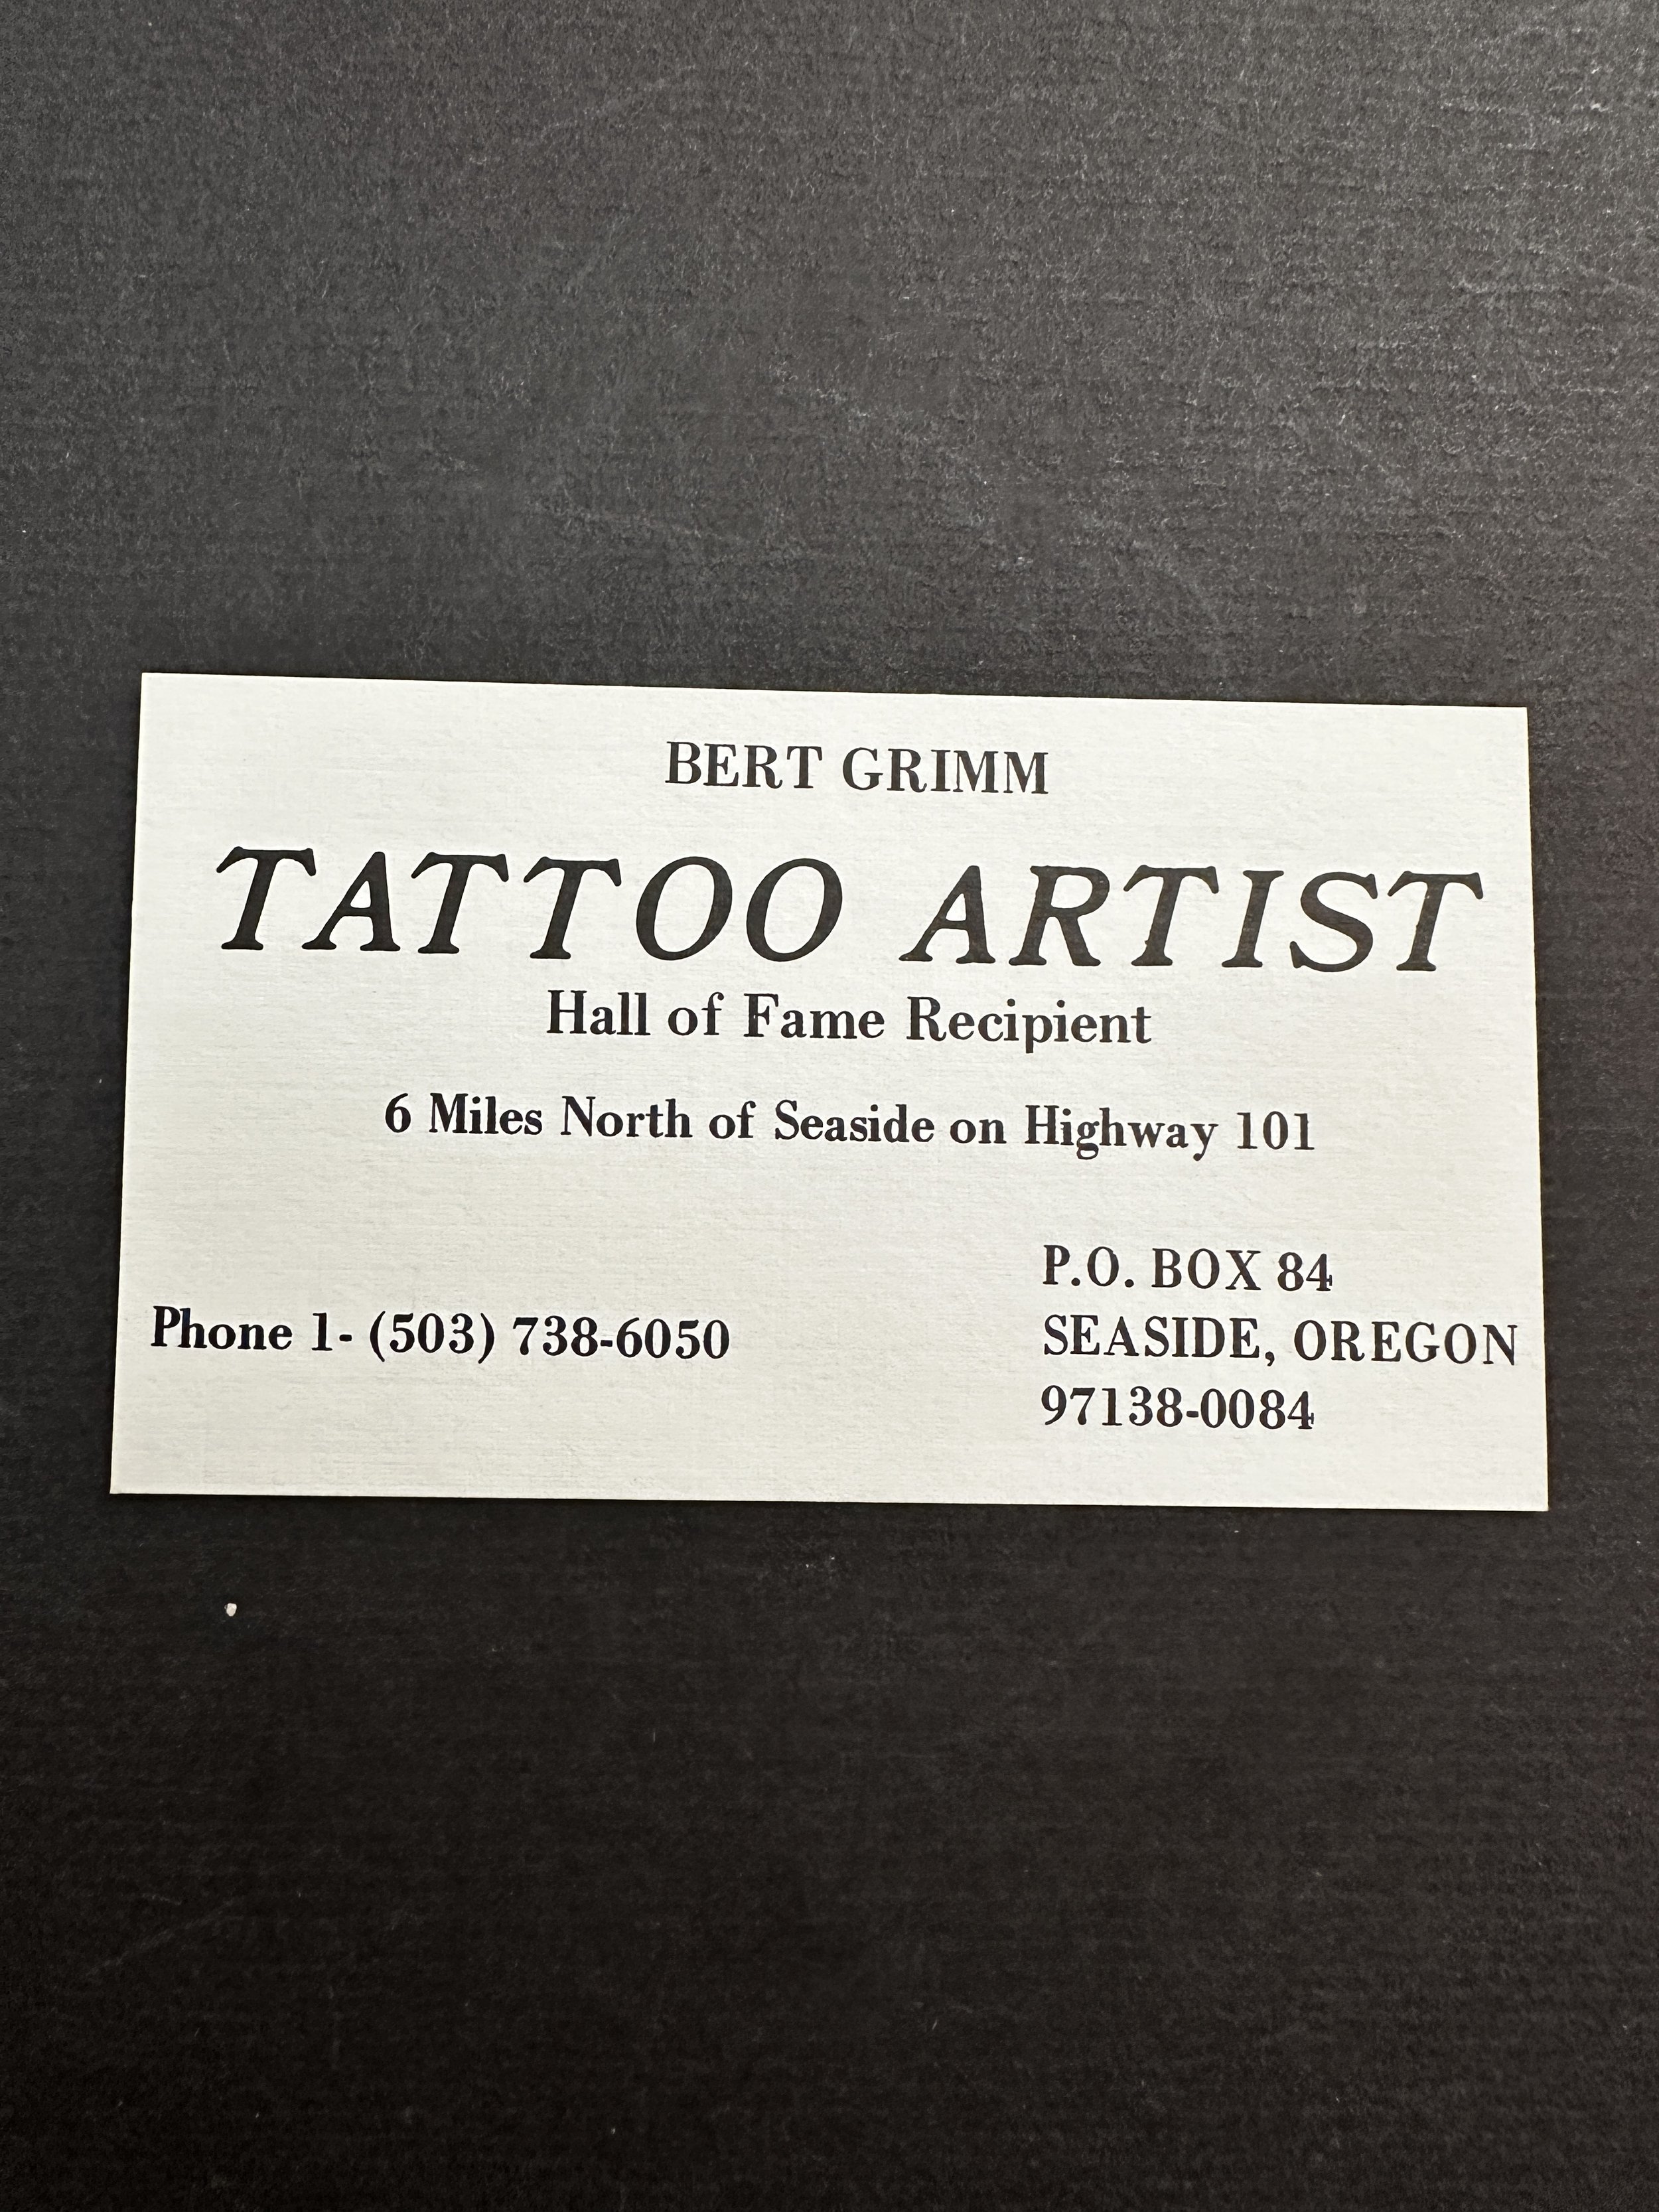 BERT GRIMM
TATTOO ARTIST
Hall of Fame Recipient
6 Miles North of Seaside on Highway 101
Phone 1- (503) 738-6050
P.O. BOX 84
SEASIDE, OREGON
97138-0084